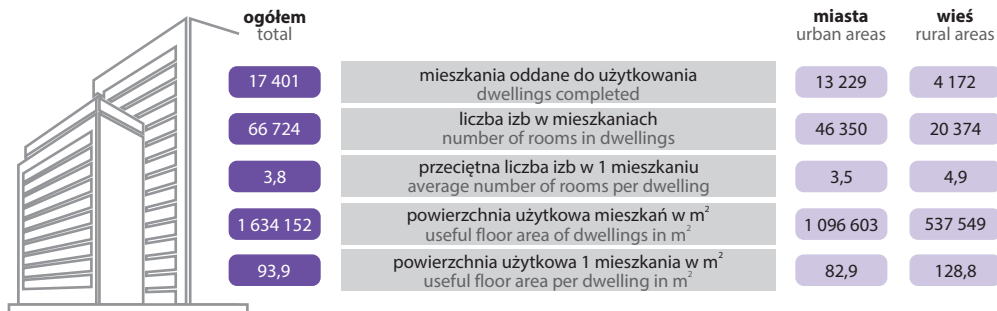 ogółem miasta wieś
total urban areas rural areas
17 401 mieszkania oddane do użytkowania 13 229 4 172
dwellings completed
66 724 liczba izb w mieszkaniach 46 350 20 374
number of rooms in dwellings
3,8 przeciętna liczba izb w 1 mieszkaniu 3,5 4,9
average number of rooms per dwelling
1 634 152 powierzchnia użytkowa mieszkań w m² 1 096 603 537 549
useful floor area of dwellings in m²
93,9 powierzchnia użytkowa 1 mieszkania w m² 82,9 128,8
useful floor area per dwelling in m²